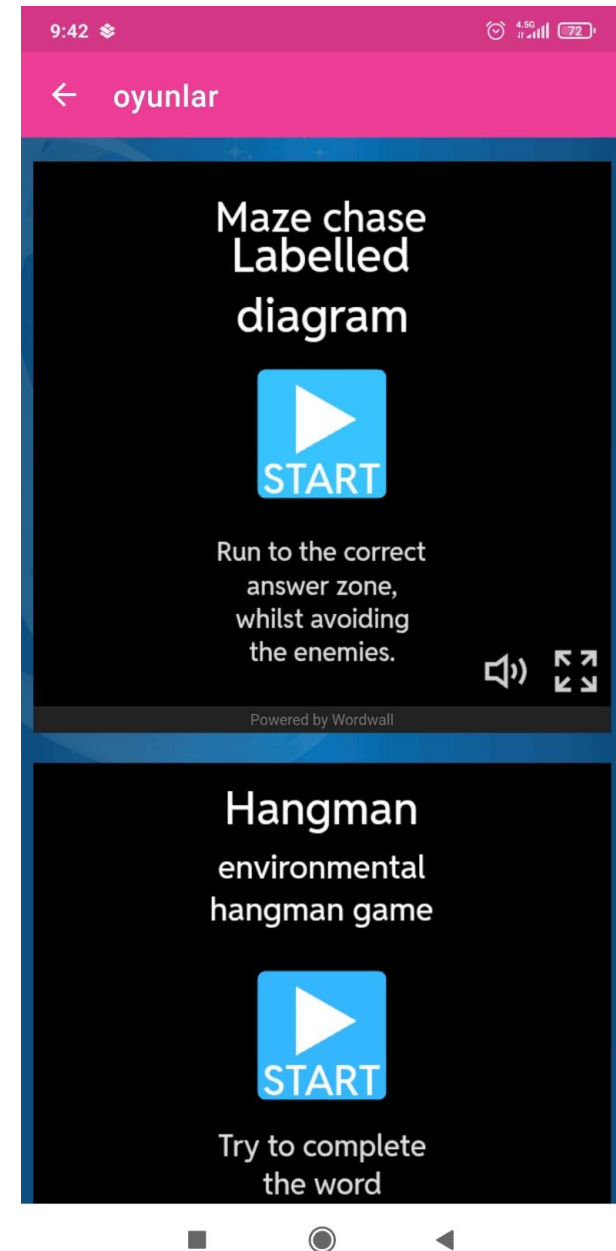 9:42
4.5G
72
oyunlar
Maze chase
Labelled
diagram
START
Run to the correct
answer zone,
whilst avoiding
the enemies.
Powered by Wordwall
Hangman
environmental
hangman game
START
Try to complete
the word